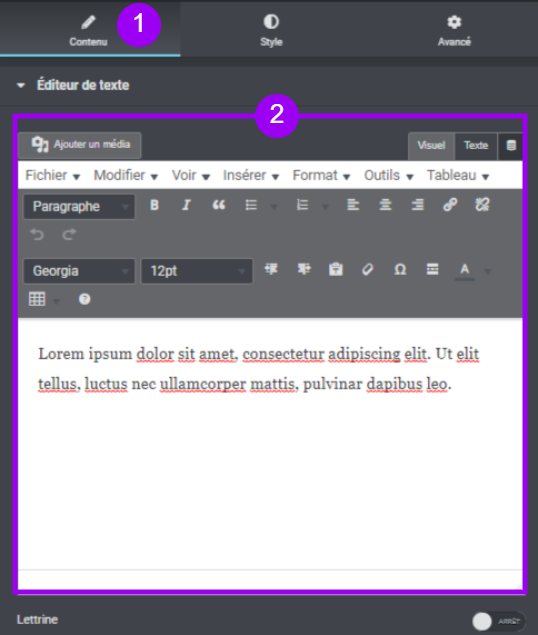 1
Contenu Style Avancé
Éditeur de texte
2
Ajouter un média Visuel Texte
Fichier Modifier Voir Insérer Format Outils Tableau
Paragraphe B I
Georgia 12pt Ω A
Lorem ipsum dolor sit amet, consectetur adipiscing elit. Ut elit
tellus, luctus nec ullamcorper mattis, pulvinar dapibus leo.
Lettrine ARRÊT